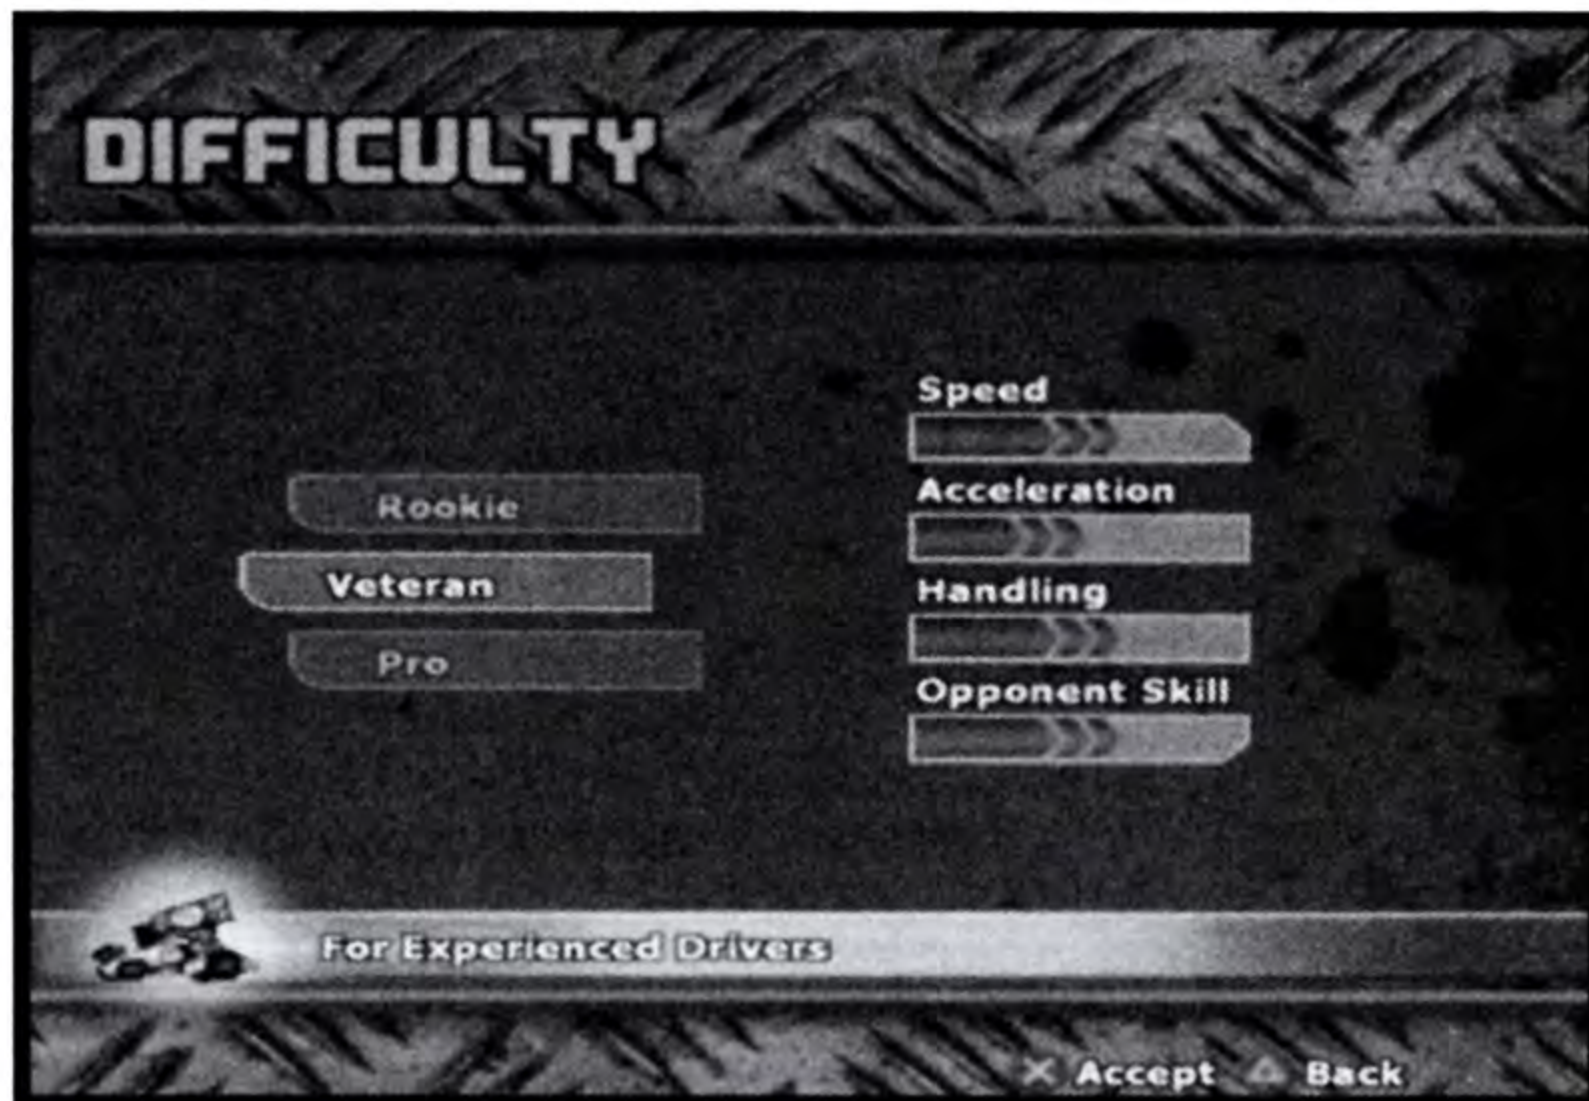 DIFFICULTY
Rookie
Veteran
Pro
Speed
Acceleration
Handling
Opponent Skill
For Experienced Drivers
Accept Back